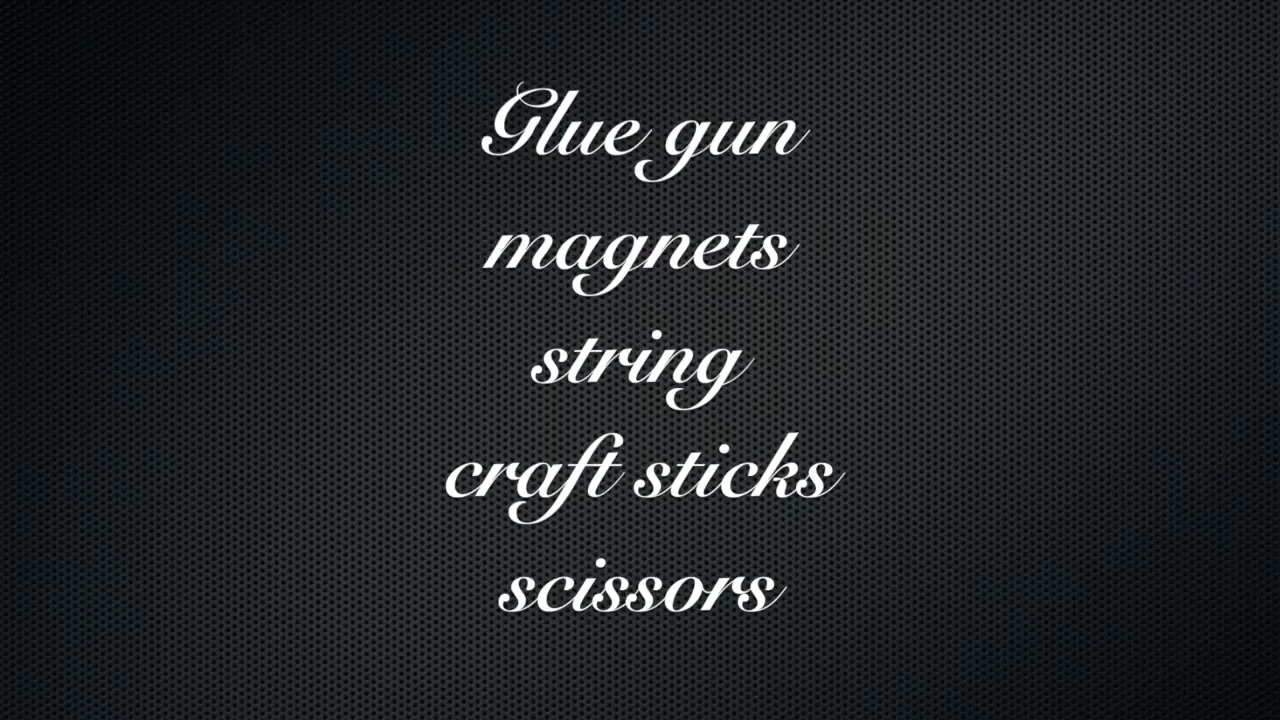 Glue gun
magnets
string
craft sticks
scissors